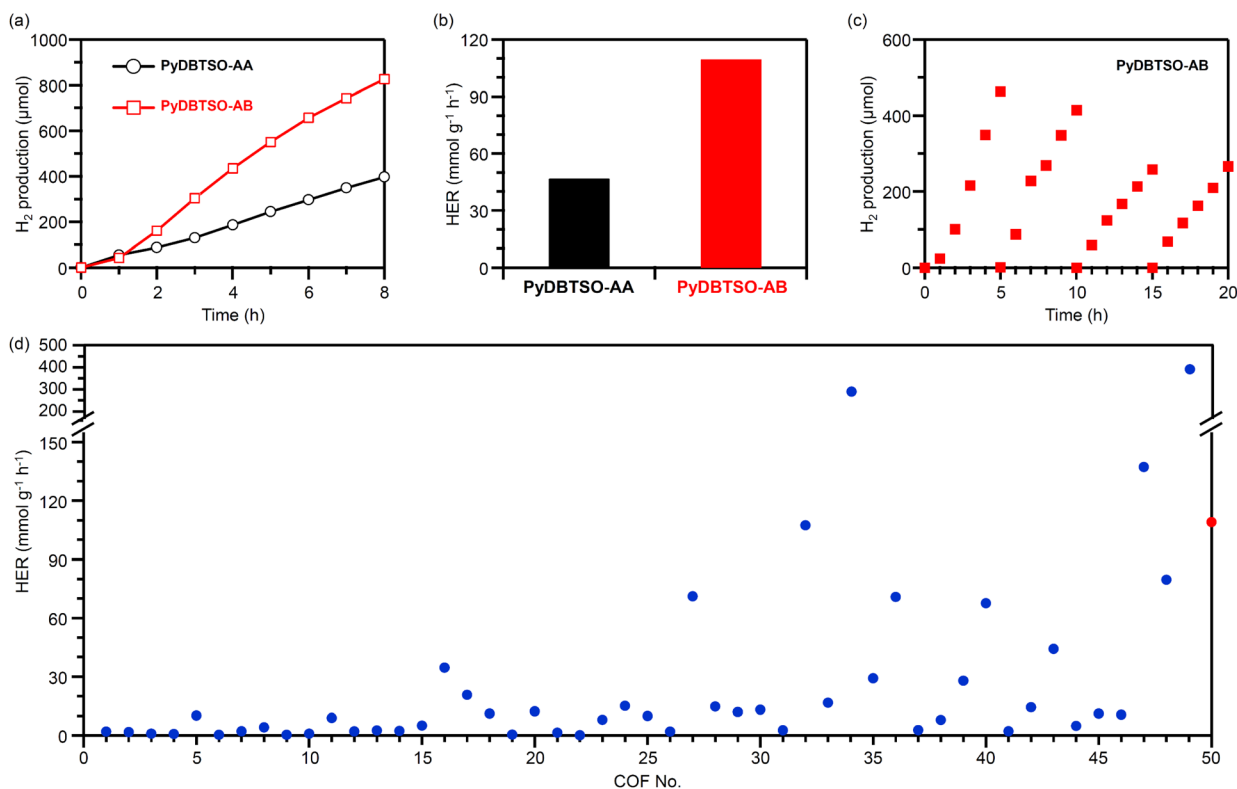 (a)
1000
800
600
400
200
0
H₂ production (μmol)
PyDBTSO-AA
PyDBTSO-AB
0 2 4 6 8
Time (h)
(b)
120
90
60
30
0
HER (mmol g⁻¹ h⁻¹)
PyDBTSO-AA PyDBTSO-AB
(c)
600
400
200
0
H₂ production (μmol)
PyDBTSO-AB
0 5 10 15 20
Time (h)
(d)
500
400
300
200
150
120
90
60
30
0
HER (mmol g⁻¹ h⁻¹)
0 5 10 15 20 25 30 35 40 45 50
COF No.